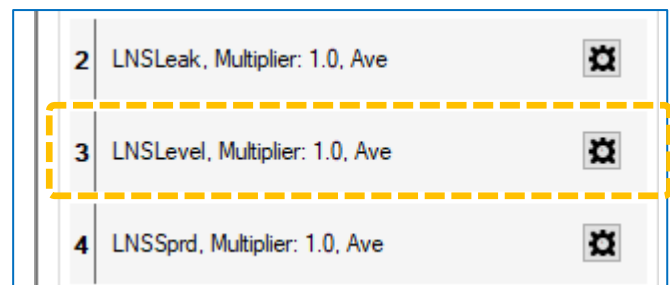 2 LNSLeak, Multiplier: 1.0, Ave
3 LNSLevel, Multiplier: 1.0, Ave
4 LNSSprd, Multiplier: 1.0, Ave